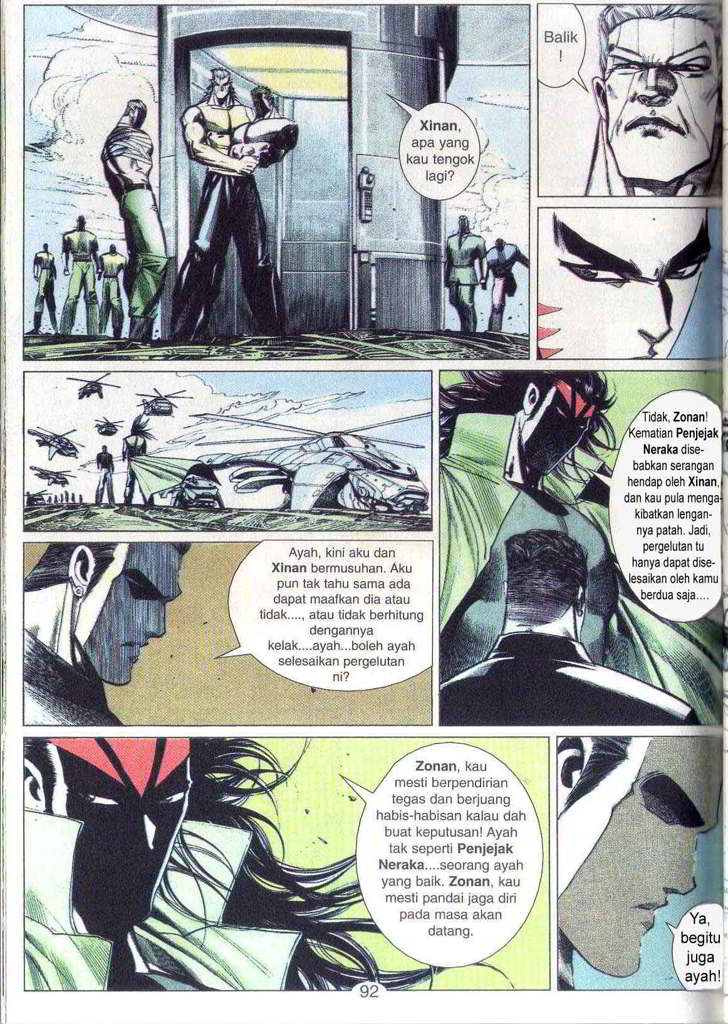 Xinan,
apa yang
kau tengok
lagi?
Balik
!
Tidak, Zonan!
Kematian Penjejak
Neraka dise-
babkan serangan
hendap oleh Xinan,
dan kau pula menga
kibatkan lengan-
nya patah. Jadi,
pergelutan tu
hanya dapat dise-
lesaikan oleh kamu
berdua saja....
Ayah, kini aku dan
Xinan bermusuhan. Aku
pun tak tahu sama ada
dapat maafkan dia atau
tidak...., atau tidak berhitung
dengannya
kelak....ayah...boleh ayah
selesaikan pergelutan
ni?
Zonan, kau
mesti berpendirian
tegas dan berjuang
habis-habisan kalau dah
buat keputusan! Ayah
tak seperti Penjejak
Neraka....seorang ayah
yang baik. Zonan, kau
mesti pandai jaga diri
pada masa akan
datang.
Ya,
begitu
juga
ayah!
92